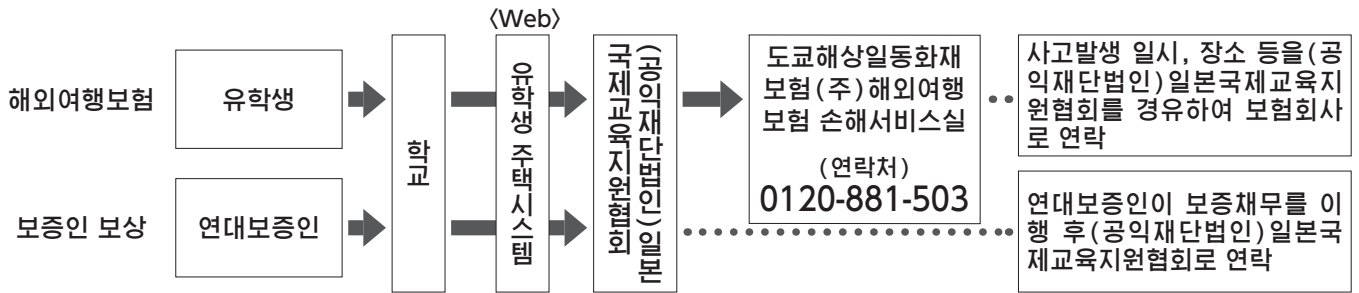 〈Web〉
해외여행보험
유학생
보증인 보상
연대보증인
학교
유학생 주택시스템
(공익재단법인)일본
국제교육지원협회
도쿄해상일동화재
보험(주)해외여행
보험 손해서비스실
(연락처)
0120-881-503
사고발생 일시, 장소 등을(공
익재단법인)일본국제교육지
원협회를 경유하여 보험회사
로 연락
연대보증인이 보증채무를 이
행 후(공익재단법인)일본국
제교육지원협회로 연락